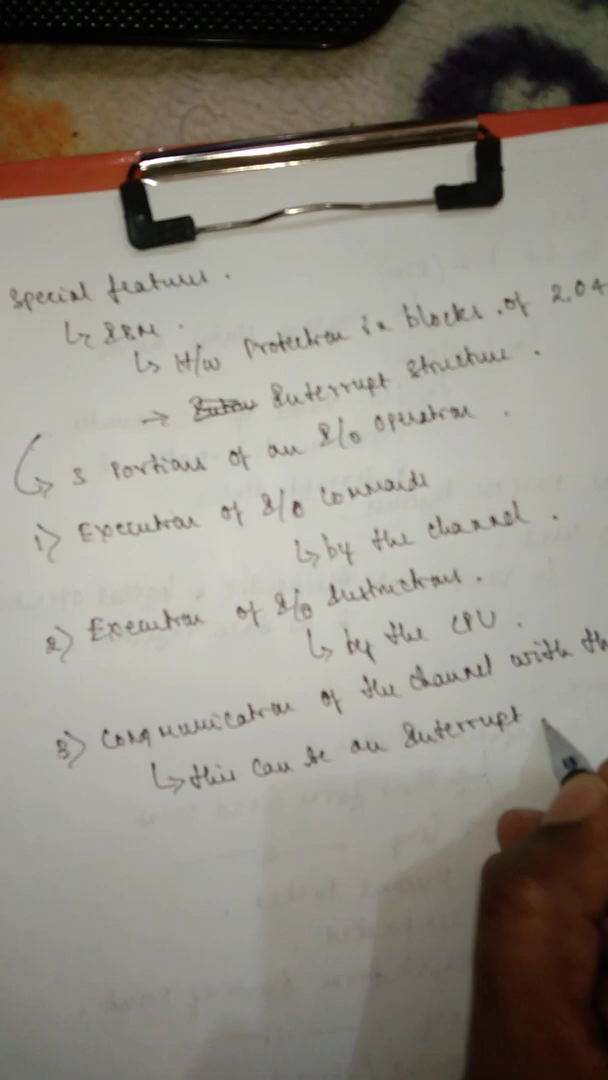 Special features.
↳ IBM.
↳ H/w Protection in blocks of 2,04
→ Interrupt structure.
↳ 3 Portions of an I/O operation.
1) Execution of I/O commands
↳ by the channel.
2) Execution of I/O Instructions.
↳ by the CPU.
3) Communication of the channel with th
↳ this can be an Interrupt